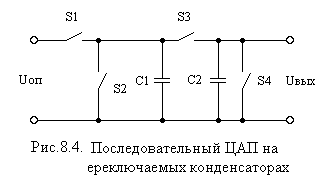 S1
S3
Uоп
S2
C1
C2
S4
Uвых
Рис.8.4. Последовательный ЦАП на
ереключаемых конденсаторах